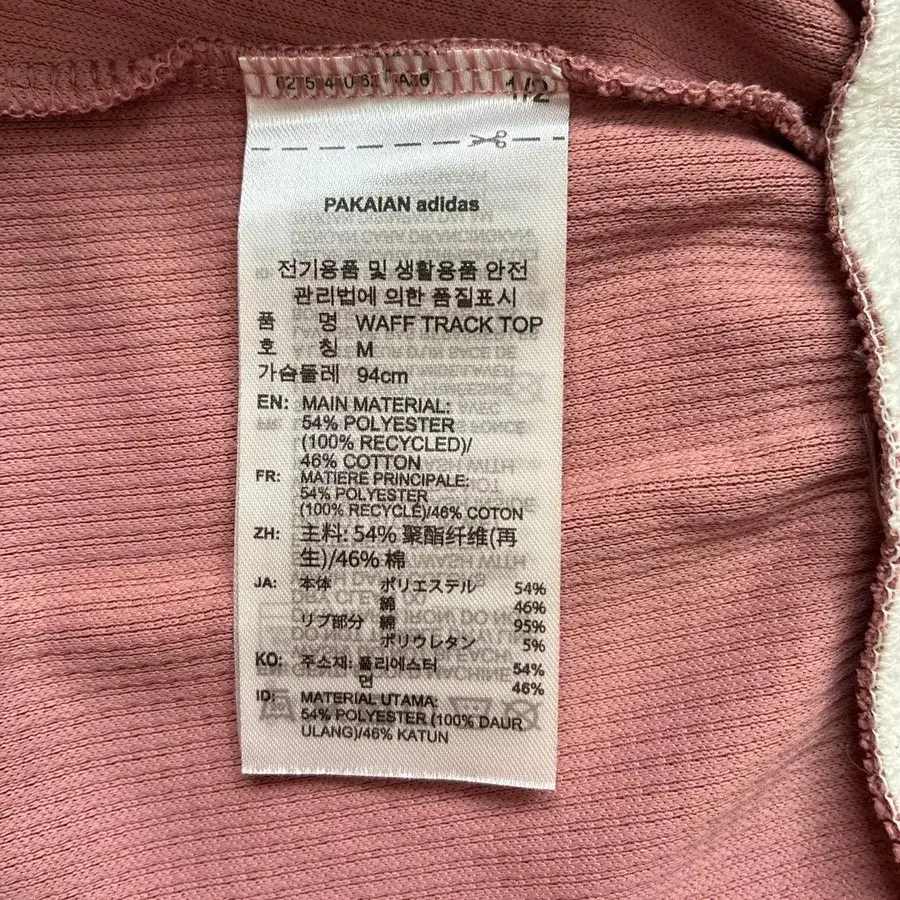 1/2
PAKAIAN adidas
전기용품 및 생활용품 안전
관리법에 의한 품질표시
품 명 WAFF TRACK TOP
호 칭 M
가슴둘레 94cm
EN: MAIN MATERIAL:
54% POLYESTER
(100% RECYCLED)/
46% COTTON
FR: MATIERE PRINCIPALE:
54% POLYESTER
(100% RECYCLÉ)/46% COTON
ZH: 主料: 54% 聚酯纤维(再
生)/46% 棉
JA: 本体 ポリエステル 54%
綿 46%
リブ部分 綿 95%
ポリウレタン 5%
KO: 주소재: 폴리에스터 54%
면 46%
ID: MATERIAL UTAMA:
54% POLYESTER (100% DAUR
ULANG)/46% KATUN